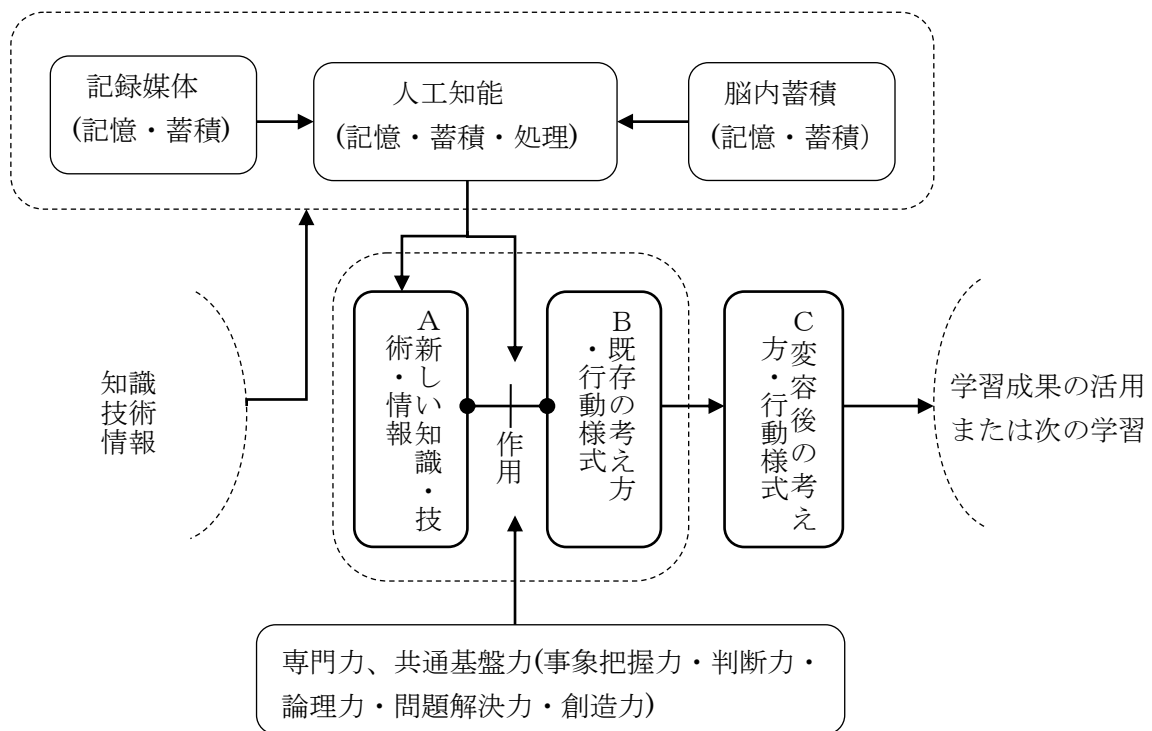 記録媒体
(記憶・蓄積)
人工知能
(記憶・蓄積・処理)
脳内蓄積
(記憶・蓄積）
知識
技術
情報
A新しい知識・技
術・情報
作用
B既存の考え方
・行動様式
C変容後の考え
方・行動様式
学習成果の活用
または次の学習
専門力、共通基盤力(事象把握力・判断力・
論理力・問題解決力・創造力)